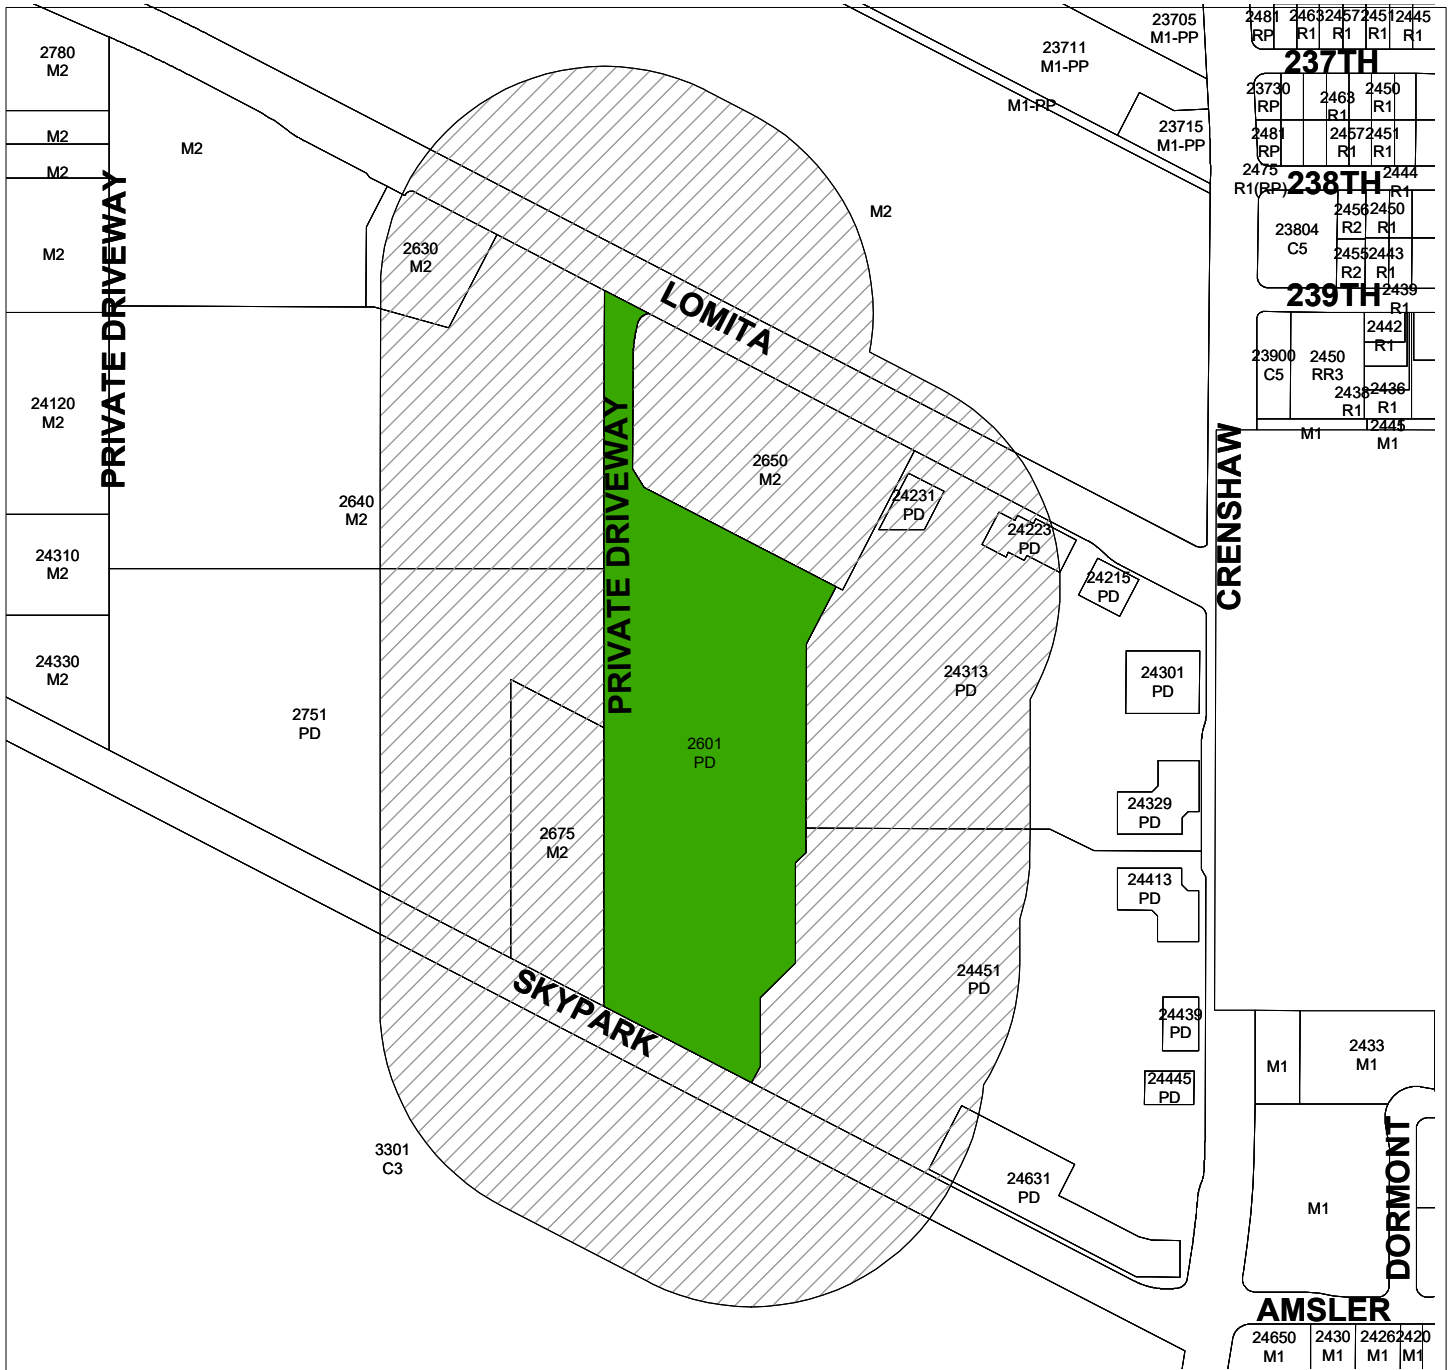 2481
RP
2463
R1
2457
R1
2451
R1
2445
R1
237TH
23705
M1-PP
23711
M1-PP
M1-PP
23715
M1-PP
23730
RP
2463
R1
2450
R1
2481
RP
2457
R1
2451
R1
2475
R1(RP)
238TH
2444
R1
2456
R2
2450
R1
23804
C5
2455
R2
2443
R1
239TH
2439
R1
2442
R1
23900
C5
2450
RR3
2438
R1
2436
R1
M1
2445
M1
2780
M2
M2
M2
M2
M2
PRIVATE DRIVEWAY
M2
2630
M2
LOMITA
24120
M2
2640
M2
PRIVATE DRIVEWAY
2650
M2
24231
PD
24223
PD
24215
PD
CRENSHAW
24310
M2
24330
M2
2751
PD
24313
PD
24301
PD
2601
PD
2675
M2
24329
PD
24413
PD
24451
PD
SKYPARK
24439
PD
24445
PD
M1
2433
M1
3301
C3
24631
PD
M1
DORMONT
AMSLER
24650
M1
2430
M1
2426
M1
2420
M1